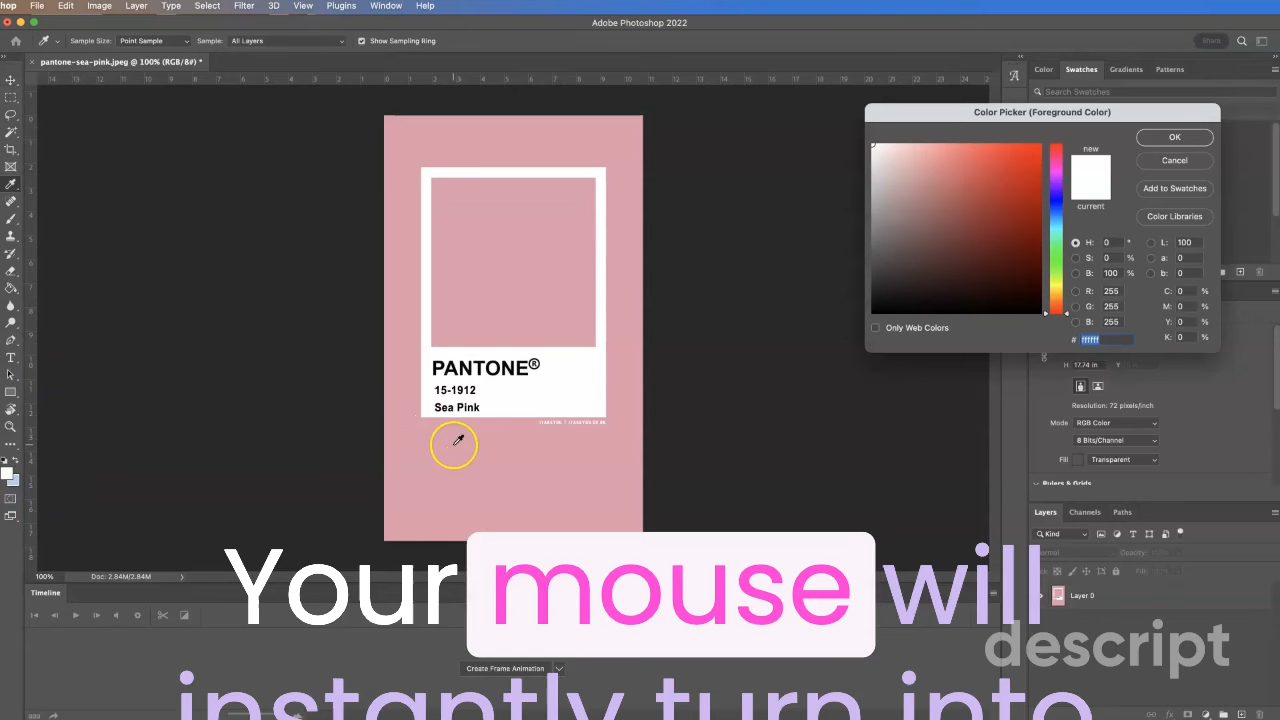 hop File Edit Image Layer Type Select Filter 3D View Plugins Window Help
Adobe Photoshop 2022
Sample Size: Point Sample Sample: All Layers Show Sampling Ring Share
pantone-sea-pink.jpeg @ 100% (RGB/8#) *
Color Swatches Gradients Patterns
Search Swatches
Color Picker (Foreground Color)
OK
new
Cancel
Add to Swatches
current
Color Libraries
H: 0 ° L: 100
S: 0 % a: 0
B: 100 % b: 0
R: 255 C: 0 %
G: 255 M: 0 %
B: 255 Y: 0 %
# ffffff K: 0 %
Only Web Colors
PANTONE®
15-1912
Sea Pink
H 17.74 in Y
Resolution: 72 pixels/inch
Mode RGB Color
8 Bits/Channel
Fill Transparent
Rulers & Grids
Layers Channels Paths
Kind
Opacity:
Fill:
Layer 0
100% Doc: 2.84M/2.84M
Timeline
Create Frame Animation
Your mouse will
instantly turn into
descript